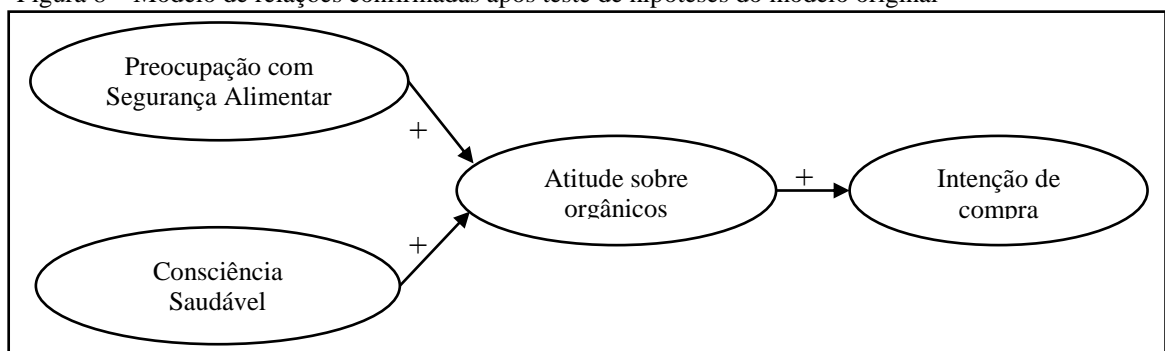 Figura 8 – Modelo de relações confirmadas após teste de hipóteses do modelo original
Preocupação com
Segurança Alimentar
+
Atitude sobre
orgânicos
+
Intenção de
compra
+
Consciência
Saudável